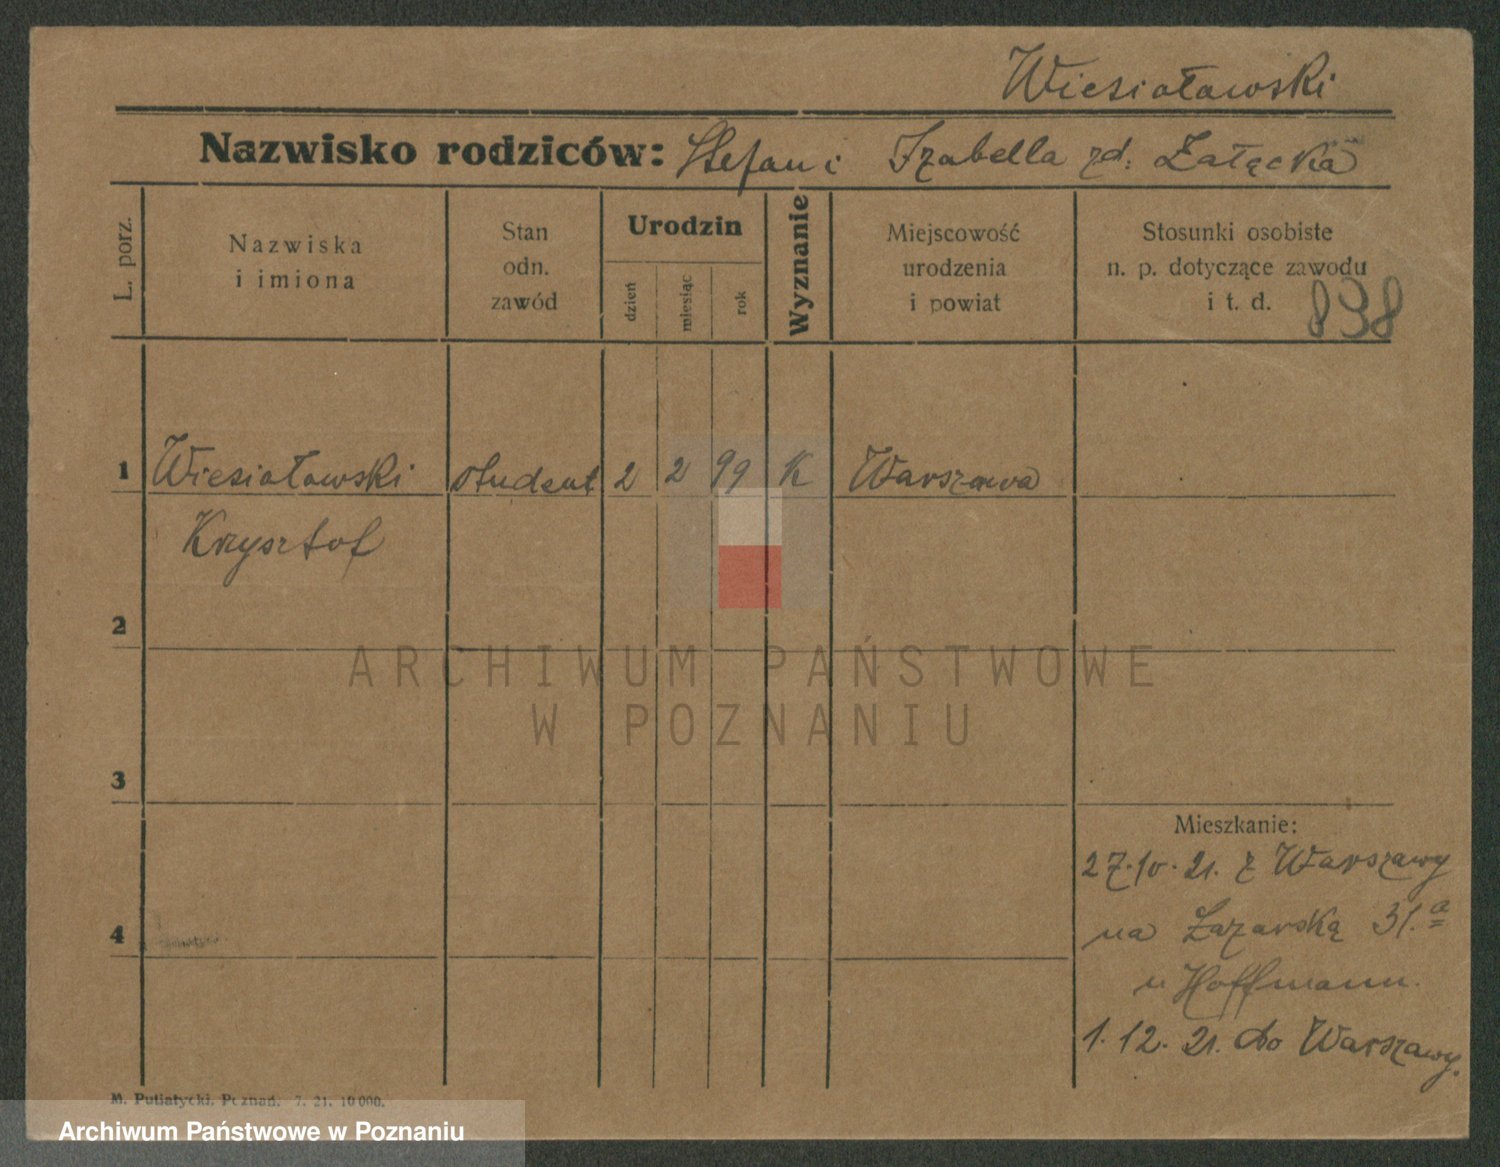 Wiesiołowski
Nazwisko rodziców: Stefan i Izabella zd. Załęcka
L. porz.
Nazwiska
i imiona
Stan
odn.
zawód
Urodzin
dzień
miesiąc
rok
Wyznanie
Miejscowość
urodzenia
i powiat
Stosunki osobiste
n. p. dotyczące zawodu
i t. d.
898
1 Wiesiołowski student 2 2 99 K Warszawa
Krzysztof
2
ARCHIWUM PAŃSTWOWE
W POZNANIU
3
Mieszkanie:
27.10.21. z Warszawy
4
na Łazarską 31.a
u Hoffmann.
1.12.21. do Warszawy.
M. Putiatycki, Poznań. 7. 21. 10 000.
Archiwum Państwowe w Poznaniu